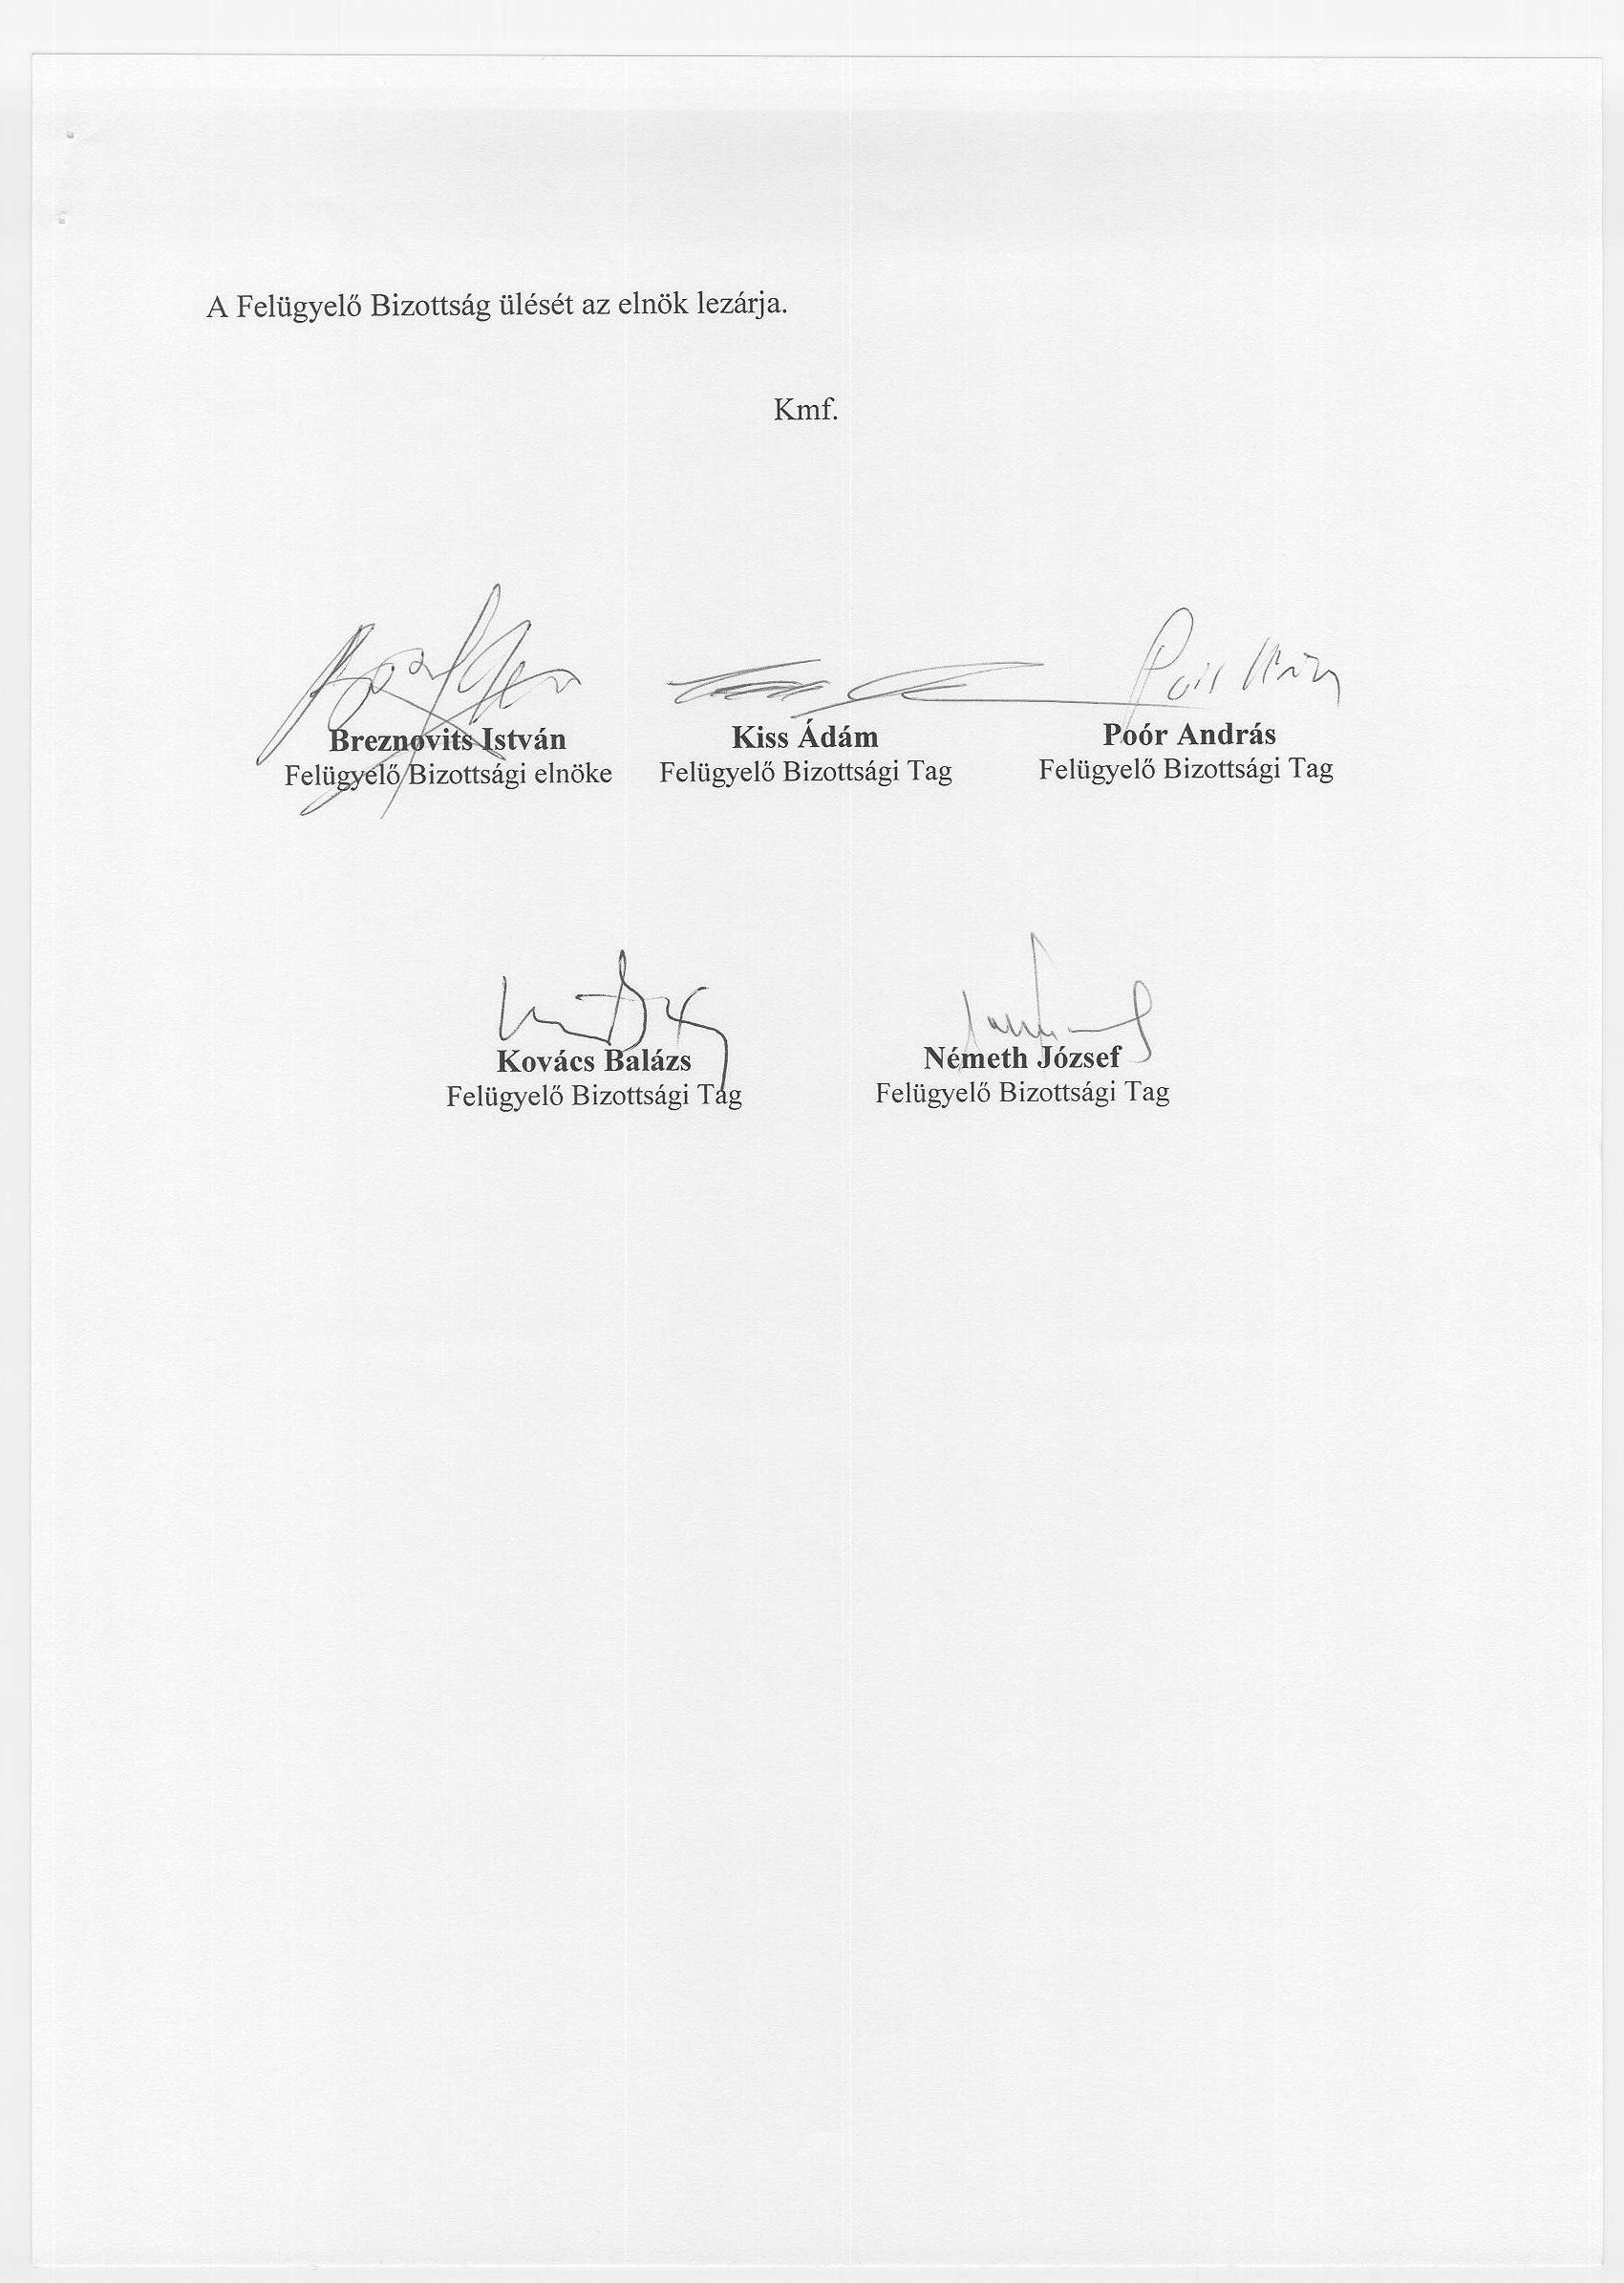 A Felügyelő Bizottság ülését az elnök lezárja.
Kmf.
Breznovits István
Felügyelő Bizottsági elnöke
Kiss Ádám
Felügyelő Bizottsági Tag
Poór András
Felügyelő Bizottsági Tag
Kovács Balázs
Felügyelő Bizottsági Tag
Németh József
Felügyelő Bizottsági Tag